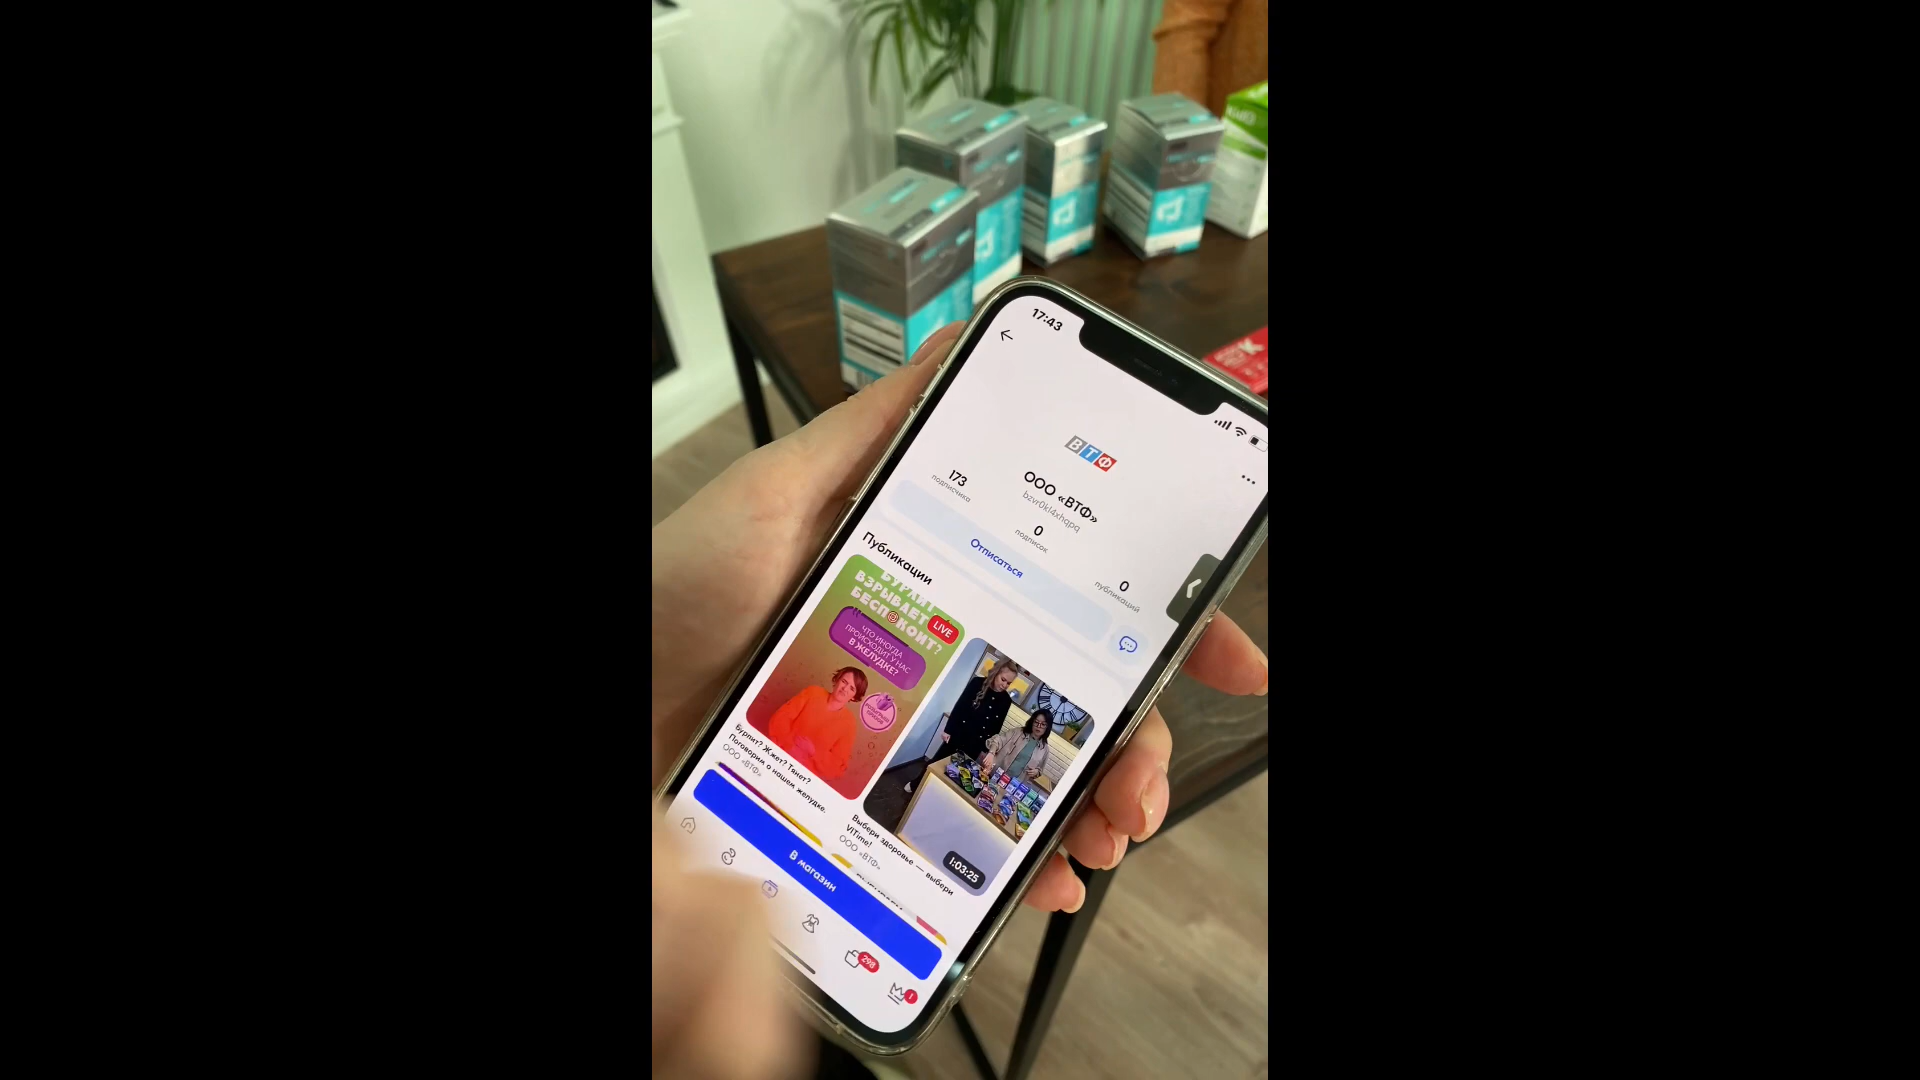 17:43
ВТФ
ООО «ВТФ»
bzvr0kl4xhqpq
173
подписчика
0
подписок
0
публикаций
Отписаться
Публикации
БУРЛИТ
ВЗРЫВАЕТ
БЕСПОКОИТ?
LIVE
ЧТО ИНОГДА
ПРОИСХОДИТ У НАС
В ЖЕЛУДКЕ?
Бурлит? Жжет? Тянет?
Поговорим о нашем желудке.
ООО «ВТФ»
1:03:25
Выбери здоровье — выбери
VITime!
ООО «ВТФ»
В магазин
298
1